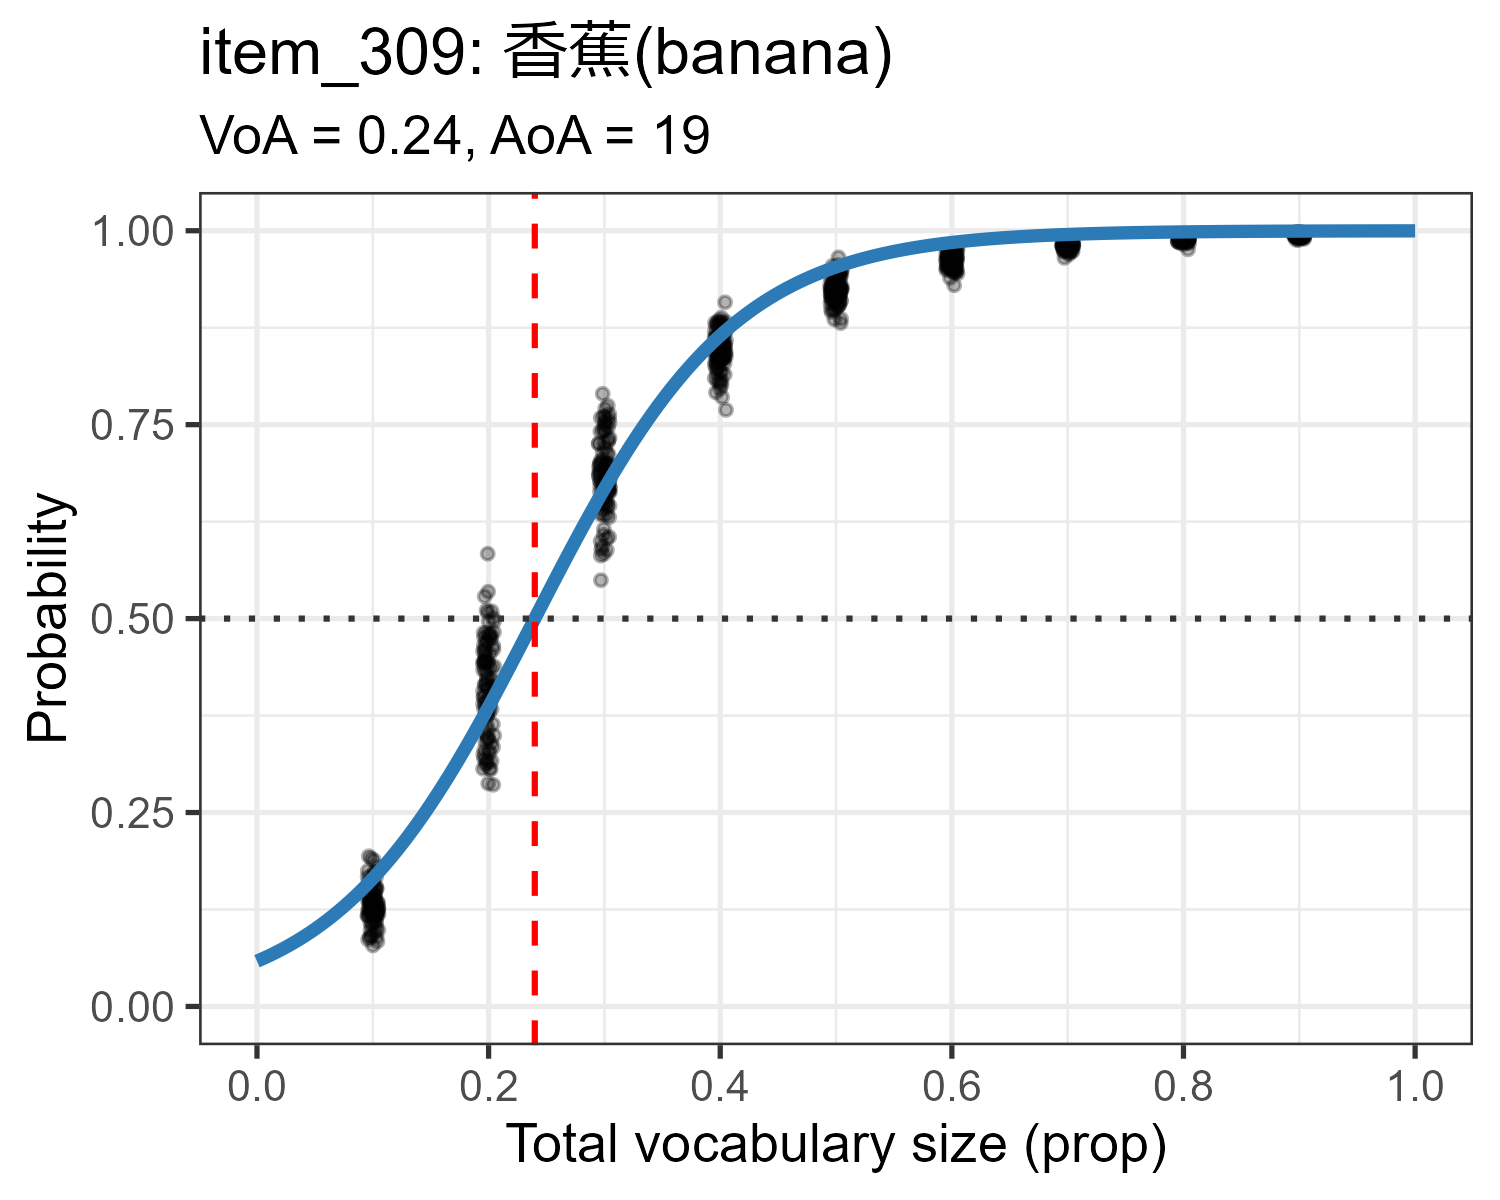 item_309: 香蕉(banana)
VoA = 0.24, AoA = 19
Probability
1.00
0.75
0.50
0.25
0.00
0.0 0.2 0.4 0.6 0.8 1.0
Total vocabulary size (prop)